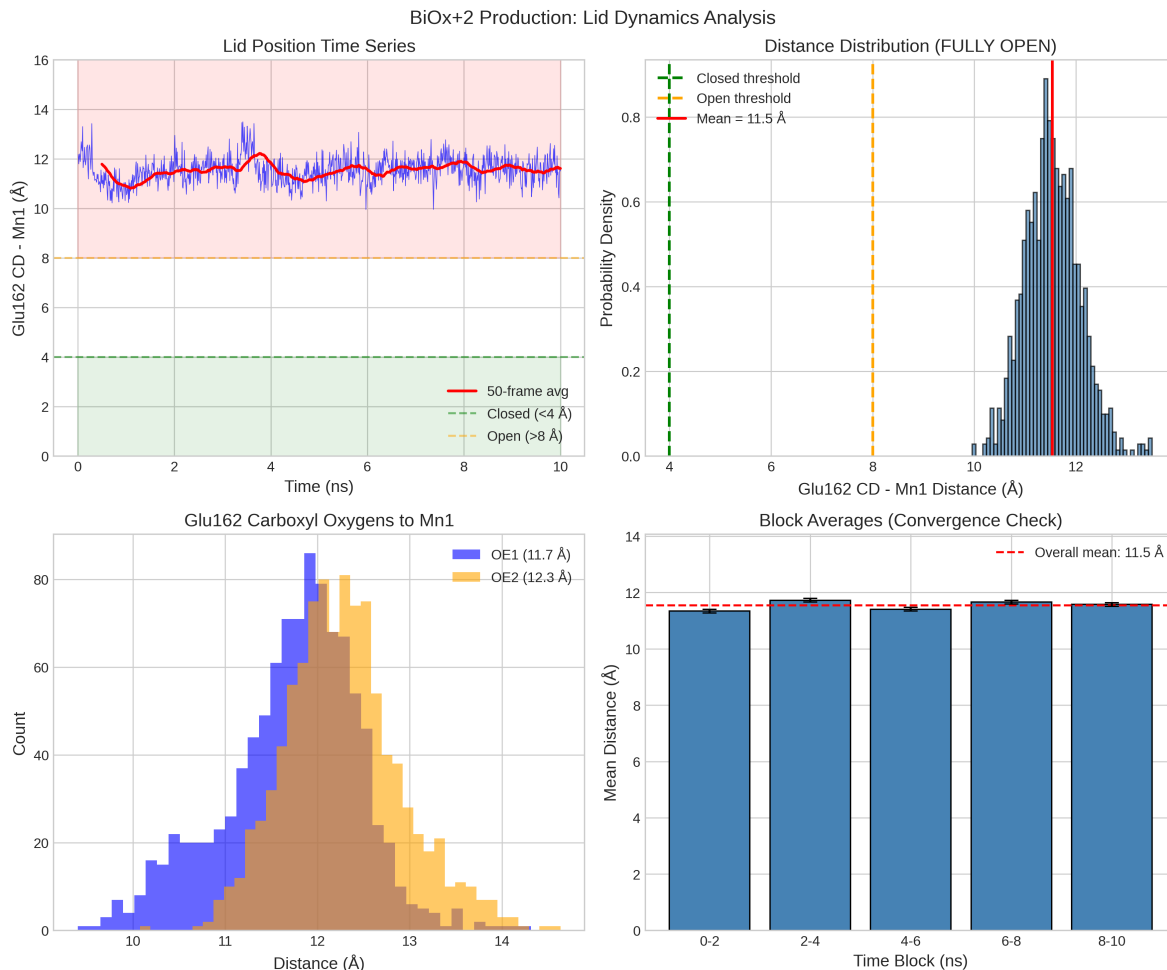 BiOx+2 Production: Lid Dynamics Analysis
Lid Position Time Series
16
14
12
10
8
6
4
2
0
Glu162 CD - Mn1 (Å)
50-frame avg
Closed (<4 Å)
Open (>8 Å)
0 2 4 6 8 10
Time (ns)
Distance Distribution (FULLY OPEN)
Closed threshold
Open threshold
Mean = 11.5 Å
0.8
0.6
0.4
0.2
0.0
Probability Density
4 6 8 10 12
Glu162 CD - Mn1 Distance (Å)
Glu162 Carboxyl Oxygens to Mn1
OE1 (11.7 Å)
OE2 (12.3 Å)
80
60
40
20
0
Count
10 11 12 13 14
Distance (Å)
Block Averages (Convergence Check)
Overall mean: 11.5 Å
14
12
10
8
6
4
2
0
Mean Distance (Å)
0-2 2-4 4-6 6-8 8-10
Time Block (ns)